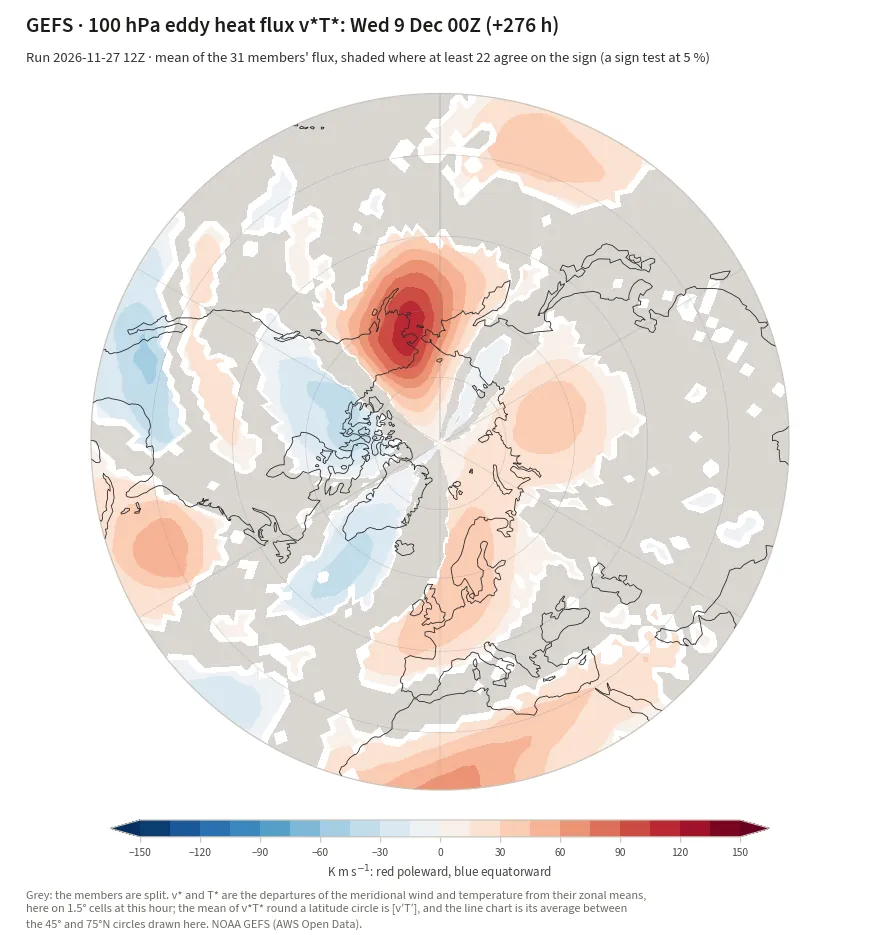 GEFS · 100 hPa eddy heat flux v*T*: Wed 9 Dec 00Z (+276 h)
Run 2026-11-27 12Z · mean of the 31 members' flux, shaded where at least 22 agree on the sign (a sign test at 5 %)
−150 −120 −90 −60 −30 0 30 60 90 120 150
K m s⁻¹: red poleward, blue equatorward
Grey: the members are split. v* and T* are the departures of the meridional wind and temperature from their zonal means,
here on 1.5° cells at this hour; the mean of v*T* round a latitude circle is [v'T'], and the line chart is its average between
the 45° and 75°N circles drawn here. NOAA GEFS (AWS Open Data).